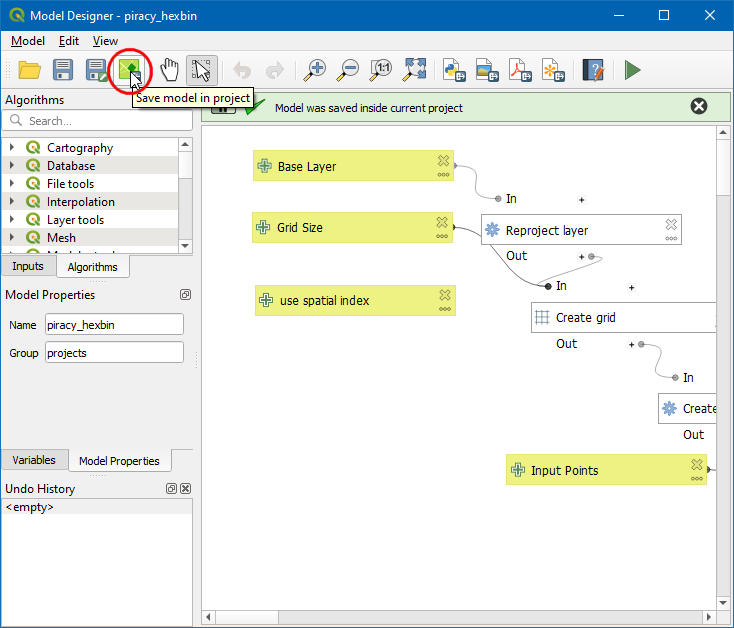 Model Designer - piracy_hexbin
Model Edit View
1:1
Save model in project
Algorithms
Model was saved inside current project
Search...
Cartography
Database
File tools
Interpolation
Layer tools
Mesh
Inputs Algorithms
Model Properties
Name piracy_hexbin
Group projects
Variables Model Properties
Undo History
<empty>
Base Layer
In
Grid Size
Reproject layer
Out
In
use spatial index
Create grid
Out
In
Create
Out
Input Points